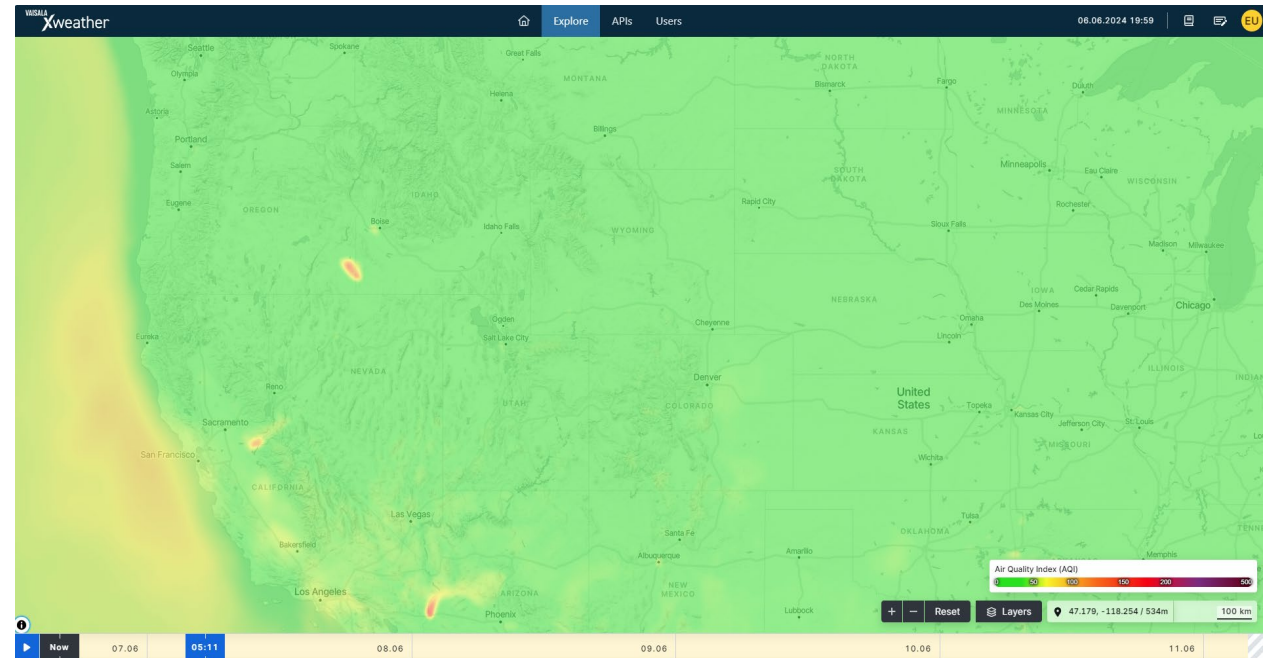 VAISALA
Xweather
Explore APIs Users
06.06.2024 19:59
EU
Seattle
Spokane
Great Falls
NORTH DAKOTA
Olympia
MONTANA
Bismarck
Fargo
Duluth
Helena
Astoria
MINNESOTA
Billings
Portland
Salem
SOUTH DAKOTA
Minneapolis
Eau Claire
WISCONSIN
IDAHO
Eugene
OREGON
Rapid City
Rochester
Boise
Idaho Falls
WYOMING
Sioux Falls
Madison
Milwaukee
IOWA
Cedar Rapids
NEBRASKA
Des Moines
Davenport
Chicago
Ogden
Cheyenne
Omaha
Eureka
Salt Lake City
Lincoln
NEVADA
ILLINOIS
Reno
Denver
UTAH
COLORADO
United States
Topeka
Kansas City
Sacramento
Jefferson City
St. Louis
KANSAS
MISSOURI
San Francisco
Wichita
CALIFORNIA
Las Vegas
Tulsa
Santa Fe
OKLAHOMA
Bakersfield
Albuquerque
Amarillo
Memphis
Los Angeles
ARIZONA
NEW MEXICO
Phoenix
Lubbock
Air Quality Index (AQI)
0 50 100 150 200 500
+ − Reset
Layers
47.179, -118.254 / 534m
100 km
Now
07.06
05:11
08.06
09.06
10.06
11.06